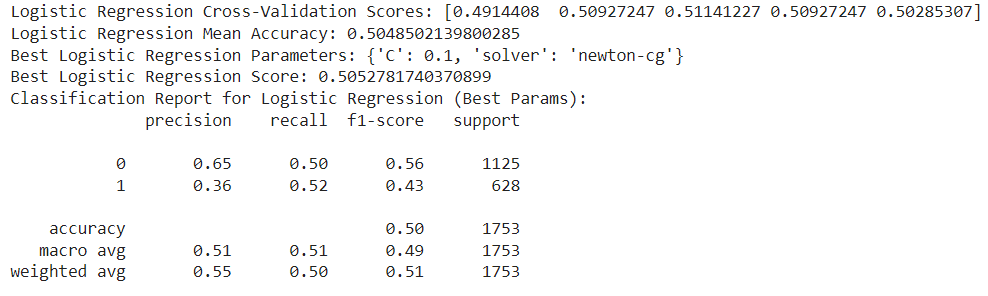 Logistic Regression Cross-Validation Scores: [0.4914408  0.50927247 0.51141227 0.50927247 0.50285307]
Logistic Regression Mean Accuracy: 0.5048502139800285
Best Logistic Regression Parameters: {'C': 0.1, 'solver': 'newton-cg'}
Best Logistic Regression Score: 0.5052781740370899
Classification Report for Logistic Regression (Best Params):
              precision    recall  f1-score   support
           0       0.65      0.50      0.56      1125
           1       0.36      0.52      0.43       628
    accuracy                           0.50      1753
   macro avg       0.51      0.51      0.49      1753
weighted avg       0.55      0.50      0.51      1753